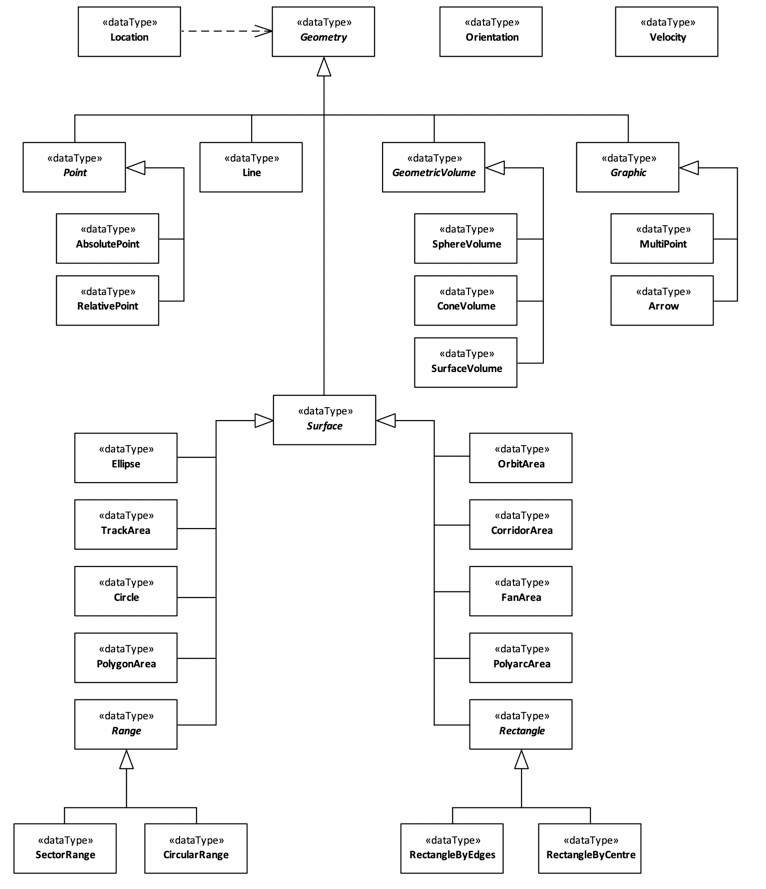 «dataType»
Location
«dataType»
Geometry
«dataType»
Orientation
«dataType»
Velocity
«dataType»
Point
«dataType»
Line
«dataType»
GeometricVolume
«dataType»
Graphic
«dataType»
AbsolutePoint
«dataType»
SphereVolume
«dataType»
MultiPoint
«dataType»
RelativePoint
«dataType»
ConeVolume
«dataType»
Arrow
«dataType»
SurfaceVolume
«dataType»
Surface
«dataType»
Ellipse
«dataType»
OrbitArea
«dataType»
TrackArea
«dataType»
CorridorArea
«dataType»
Circle
«dataType»
FanArea
«dataType»
PolygonArea
«dataType»
PolyarcArea
«dataType»
Range
«dataType»
Rectangle
«dataType»
SectorRange
«dataType»
CircularRange
«dataType»
RectangleByEdges
«dataType»
RectangleByCentre